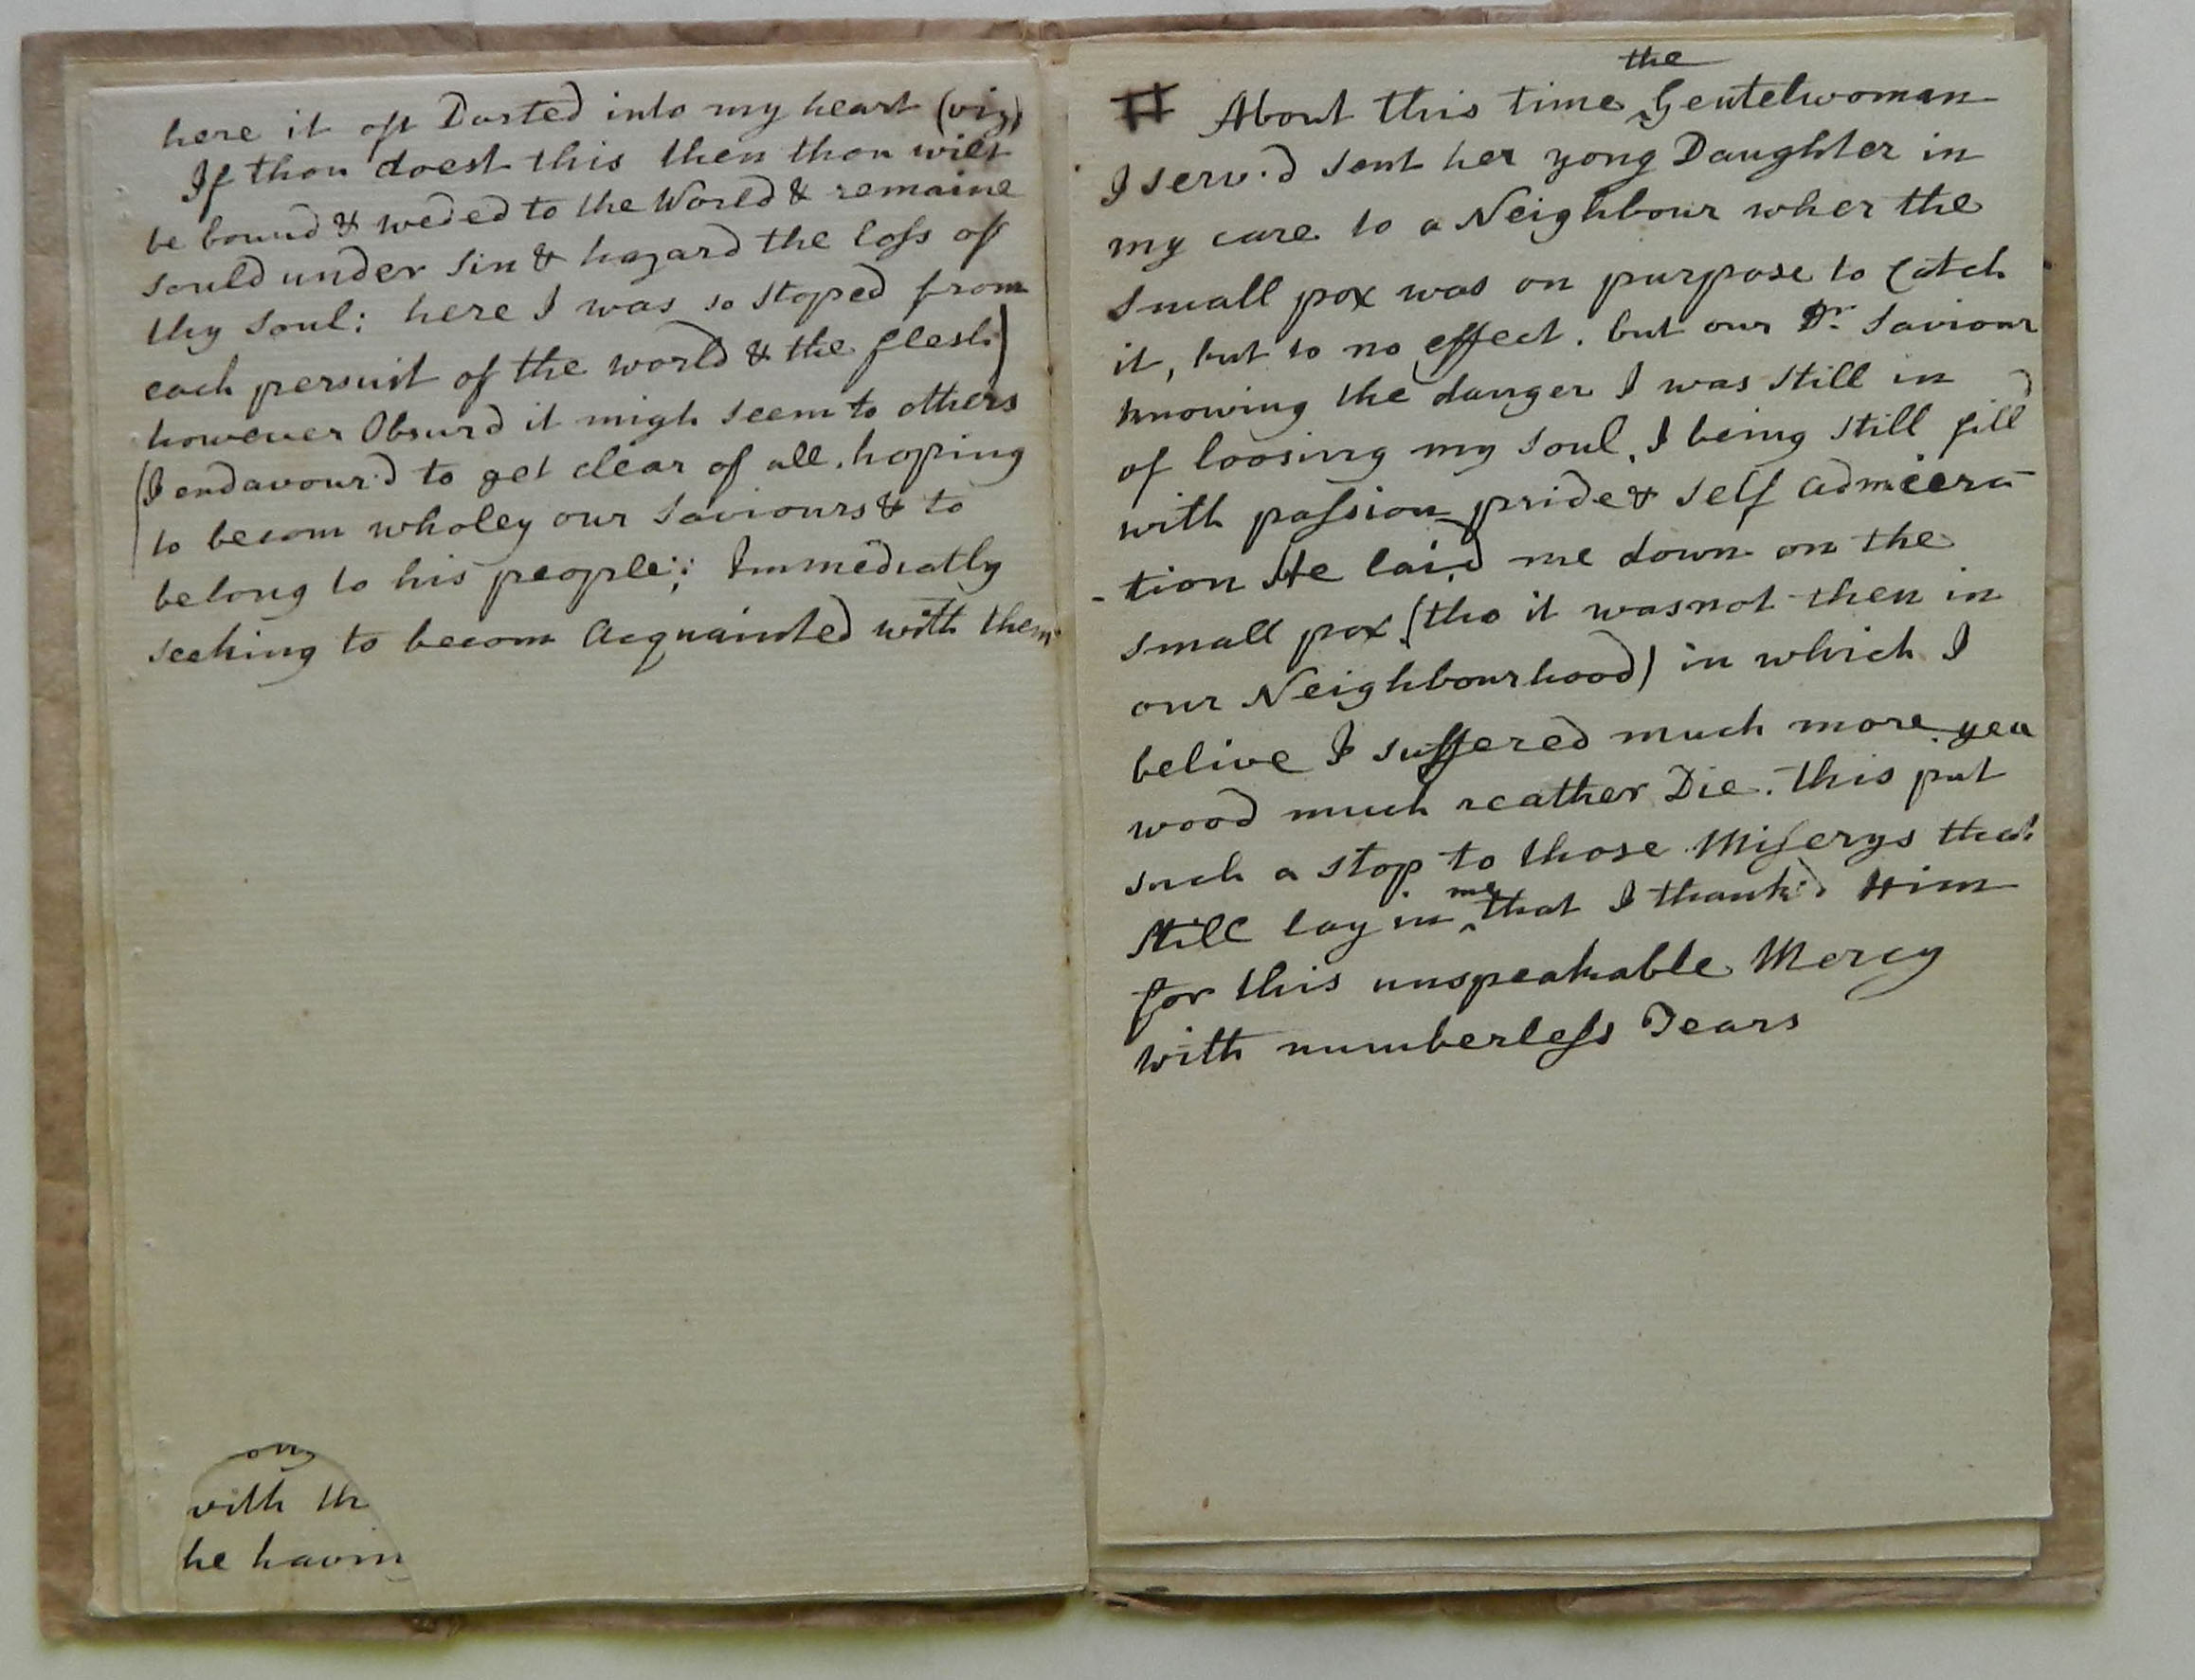 here it oft Darted into my heart (viz)
If thou doest this then thou wilt
be bound & weded to the World & remaine
sould under sin & hazard the loss of
thy soul: here I was so stoped from
each persuit of the world & the flesh)
however Absurd it migh seem to others
(I endavour'd to get clear of all. hoping
to becom wholey our Saviours & to
belong to his people; Immediatly
seeking to becom Acquainted with them
ong
with th
he havin
# About this time the Gentelwoman
I serv'd sent her yong Daughter in
my care to a Neighbour wher the
small pox was on purpose to Catch
it, but to no effect. but our Dr. Saviour
knowing the danger I was still in
of loosing my soul, I being still fill'd
with passion pride & self admeera
-tion He laid me down on the
small pox (tho it was not then in
our Neighbourhood) in which I
belive I suffered much more yea
wood much reather Die. this put
such a stop to those Miserys that
still lay in me that I thank'd Him
for this unspeakable Mercy
with numberless Tears